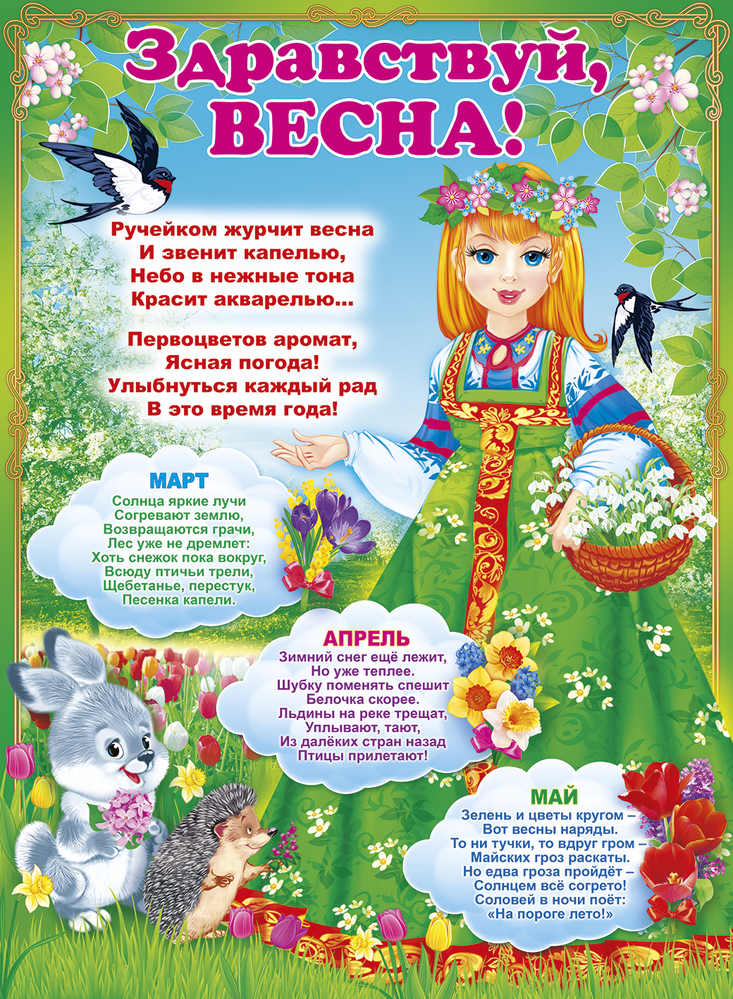 Здравствуй,
ВЕСНА!
Ручейком журчит весна
И звенит капелью,
Небо в нежные тона
Красит акварелью...
Первоцветов аромат,
Ясная погода!
Улыбнуться каждый рад
В это время года!
МАРТ
Солнца яркие лучи
Согревают землю,
Возвращаются грачи,
Лес уже не дремлет:
Хоть снежок пока вокруг,
Всюду птичьи трели,
Щебетанье, перестук,
Песенка капели.
АПРЕЛЬ
Зимний снег ещё лежит,
Но уже теплее.
Шубку поменять спешит
Белочка скорее.
Льдины на реке трещат,
Уплывают, тают,
Из далёких стран назад
Птицы прилетают!
МАЙ
Зелень и цветы кругом –
Вот весны наряды.
То ни тучки, то вдруг гром –
Майских гроз раскаты.
Но едва гроза пройдёт –
Солнцем всё согрето!
Соловей в ночи поёт:
«На пороге лето!»